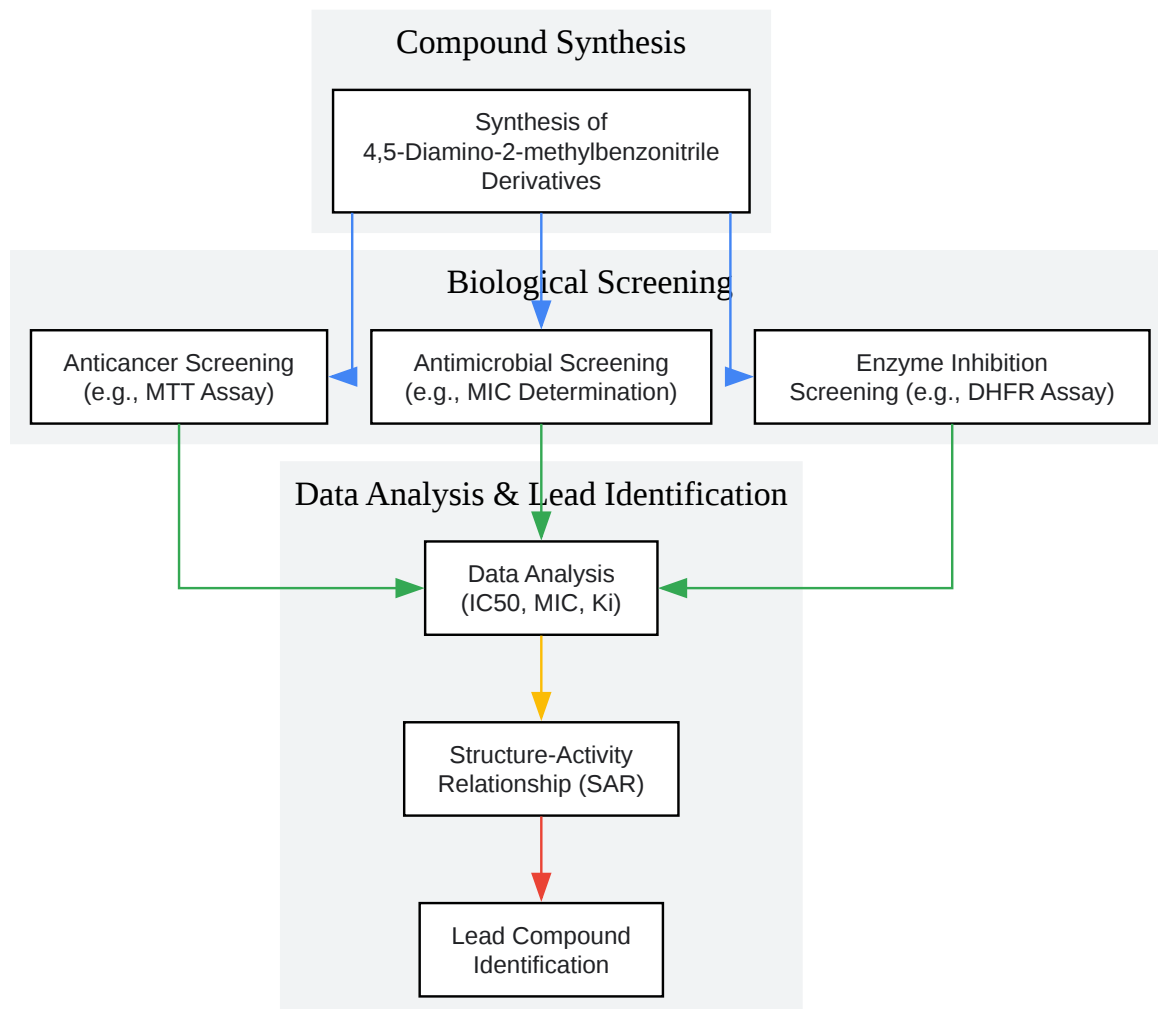 Compound Synthesis
Synthesis of
4,5-Diamino-2-methylbenzonitrile
Derivatives
Biological Screening
Anticancer Screening
(e.g., MTT Assay)
Antimicrobial Screening
(e.g., MIC Determination)
Enzyme Inhibition
Screening (e.g., DHFR Assay)
Data Analysis & Lead Identification
Data Analysis
(IC50, MIC, Ki)
Structure-Activity
Relationship (SAR)
Lead Compound
Identification